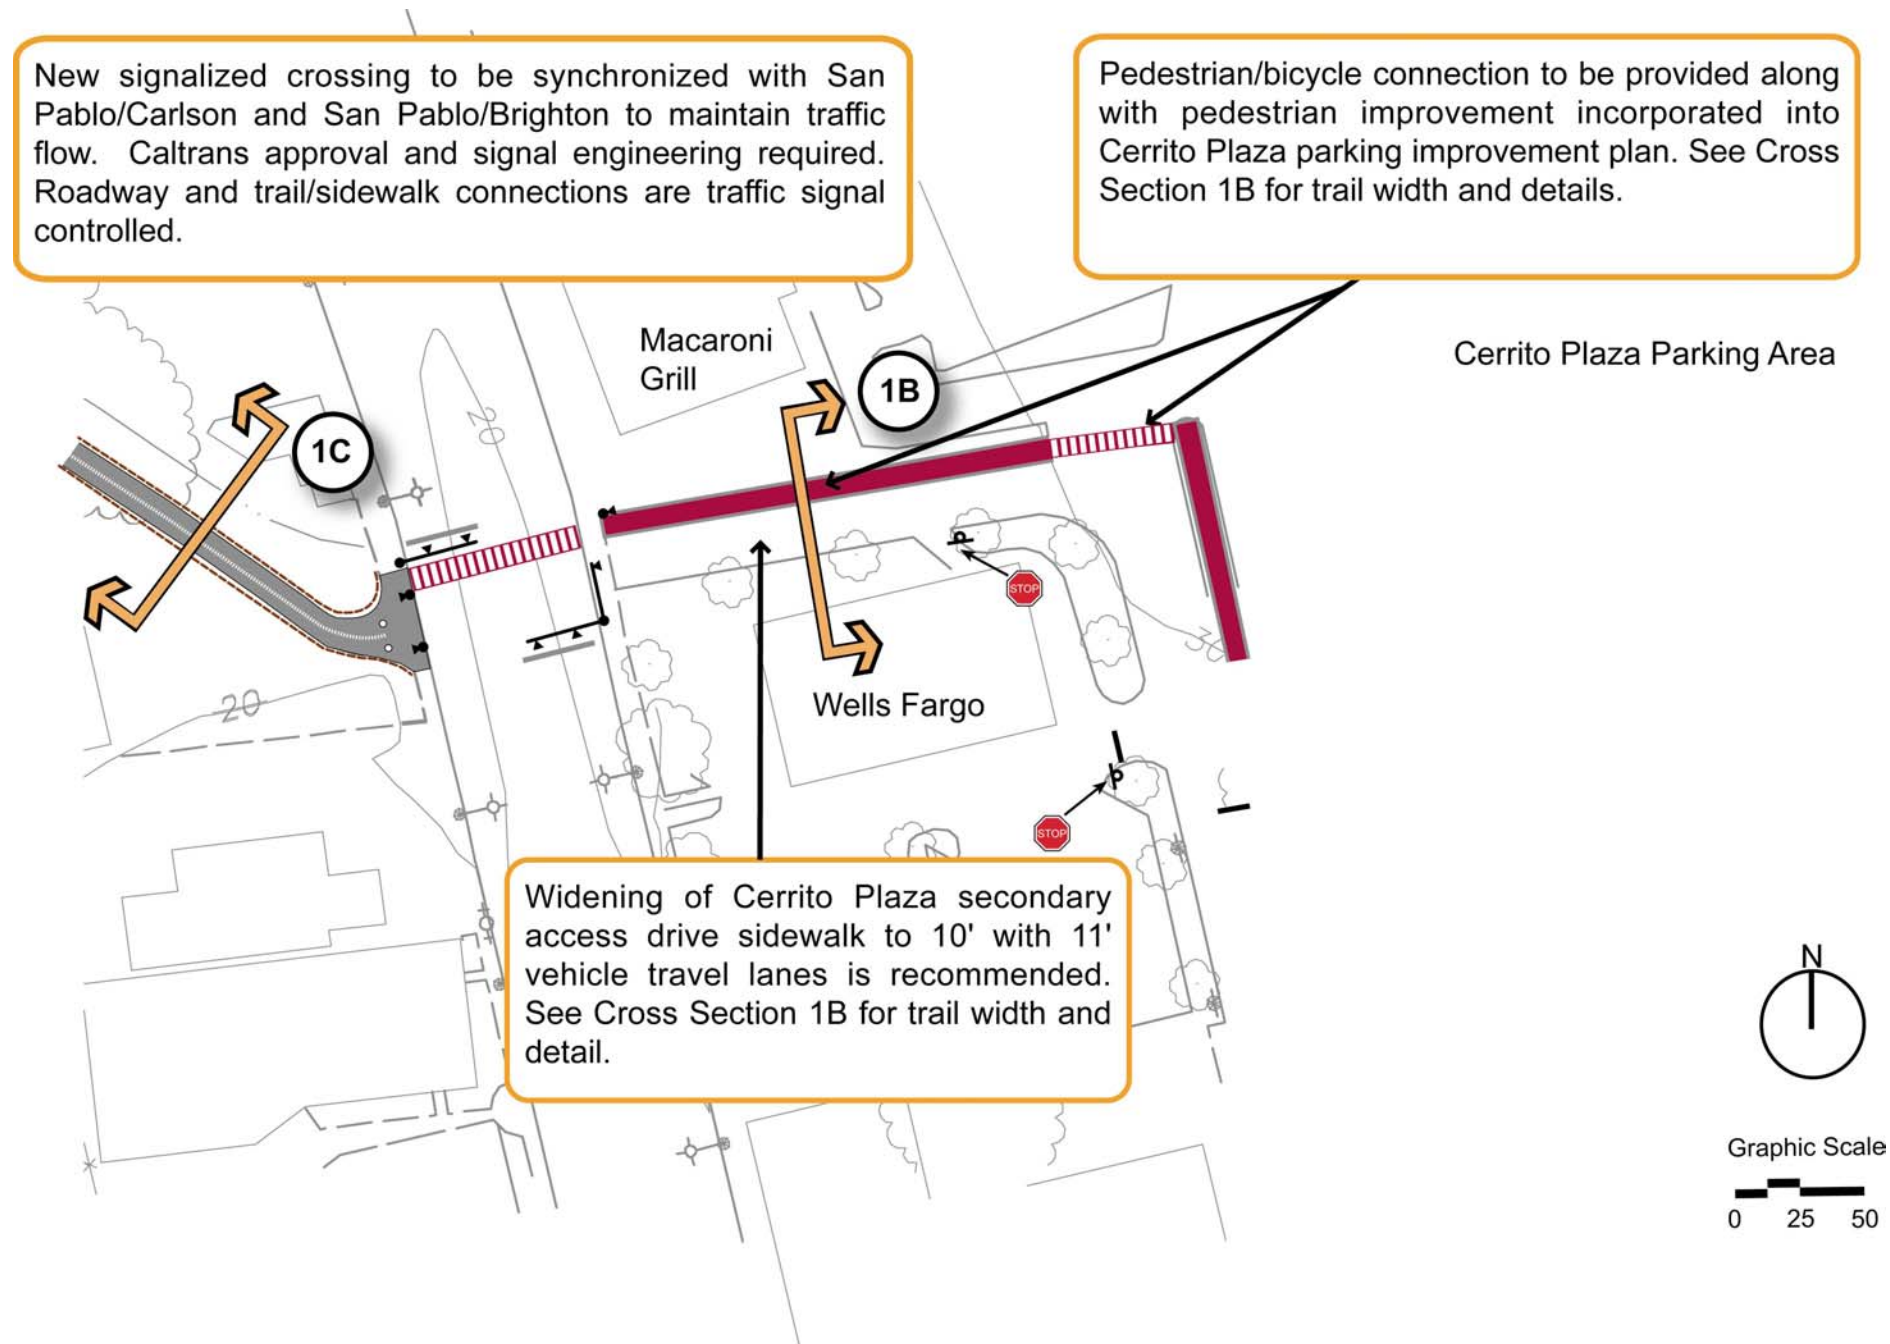 New signalized crossing to be synchronized with San
Pablo/Carlson and San Pablo/Brighton to maintain traffic
flow. Caltrans approval and signal engineering required.
Roadway and trail/sidewalk connections are traffic signal
controlled.
Pedestrian/bicycle connection to be provided along
with pedestrian improvement incorporated into
Cerrito Plaza parking improvement plan. See Cross
Section 1B for trail width and details.
Macaroni
Grill
Cerrito Plaza Parking Area
1B
1C
20
STOP
20
Wells Fargo
STOP
Widening of Cerrito Plaza secondary
access drive sidewalk to 10' with 11'
vehicle travel lanes is recommended.
See Cross Section 1B for trail width and
detail.
N
Graphic Scale
0 25 50